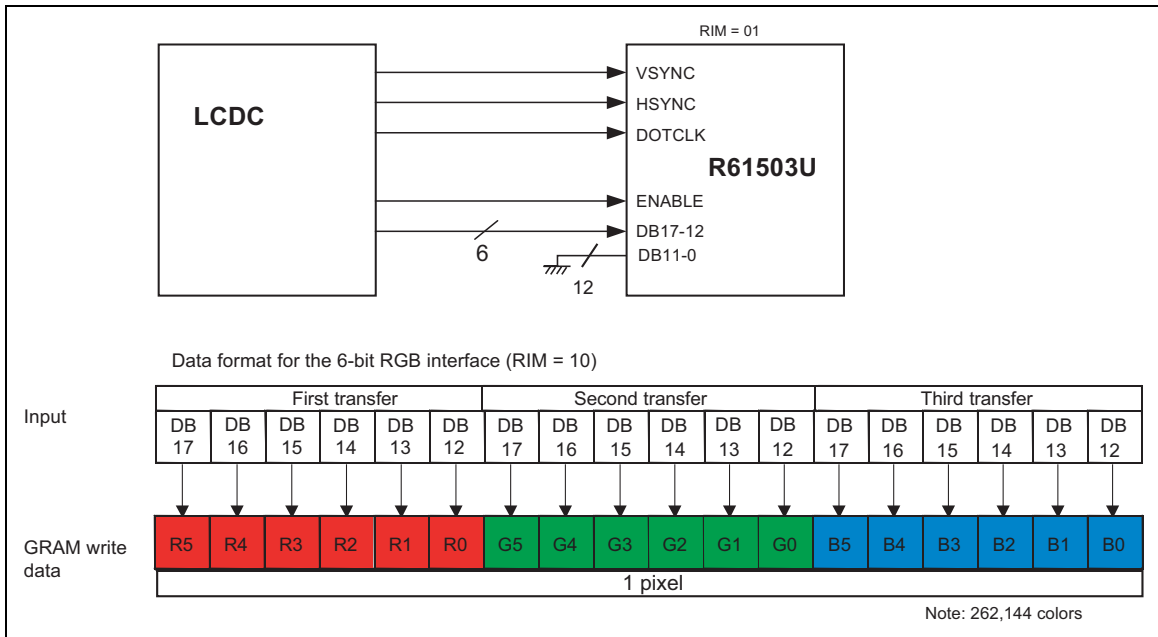 RIM = 01
LCDC
VSYNC
HSYNC
DOTCLK
R61503U
ENABLE
DB17-12
6
DB11-0
12
Data format for the 6-bit RGB interface (RIM = 10)
Input
First transfer Second transfer Third transfer
DB DB DB DB DB DB DB DB DB DB DB DB DB DB DB DB DB DB
17 16 15 14 13 12 17 16 15 14 13 12 17 16 15 14 13 12
GRAM write
data
R5 R4 R3 R2 R1 R0 G5 G4 G3 G2 G1 G0 B5 B4 B3 B2 B1 B0
1 pixel
Note: 262,144 colors